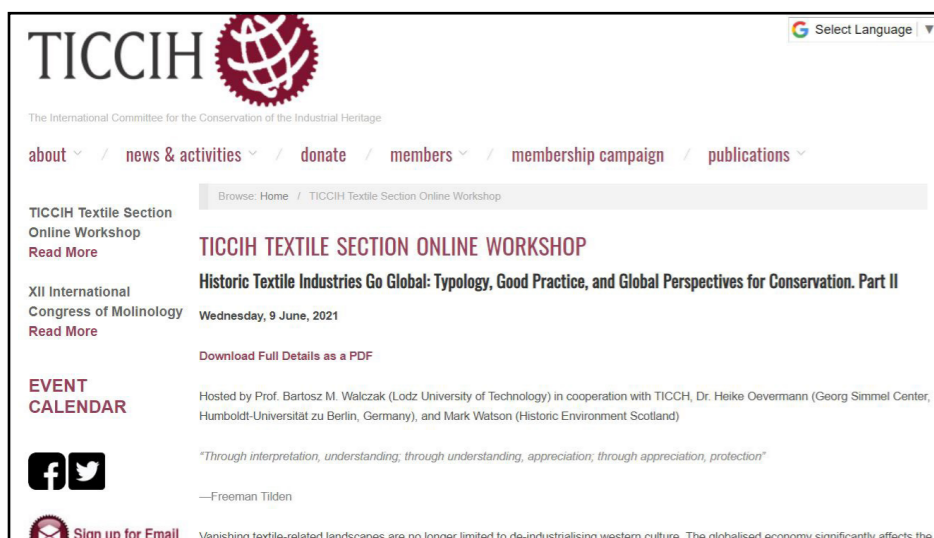 TICCIH
Select Language ▼
The International Committee for the Conservation of the Industrial Heritage
about / news & activities / donate / members / membership campaign / publications
Browse: Home / TICCIH Textile Section Online Workshop
TICCIH Textile Section
Online Workshop
Read More
XII International
Congress of Molinology
Read More
EVENT
CALENDAR
Sign up for Email
TICCIH TEXTILE SECTION ONLINE WORKSHOP
Historic Textile Industries Go Global: Typology, Good Practice, and Global Perspectives for Conservation. Part II
Wednesday, 9 June, 2021
Download Full Details as a PDF
Hosted by Prof. Bartosz M. Walczak (Lodz University of Technology) in cooperation with TICCH, Dr. Heike Oevermann (Georg Simmel Center,
Humboldt-Universität zu Berlin, Germany), and Mark Watson (Historic Environment Scotland)
"Through interpretation, understanding; through understanding, appreciation; through appreciation, protection"
—Freeman Tilden
Vanishing textile-related landscapes are no longer limited to de-industrialising western culture. The globalised economy significantly affects the